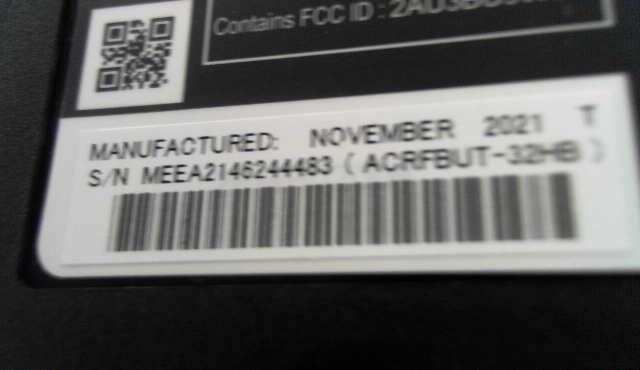 Contains FCC ID :
MANUFACTURED: NOVEMBER 2021 T
S/N MEEA2146244483 ( ACRFBUT-32HB )